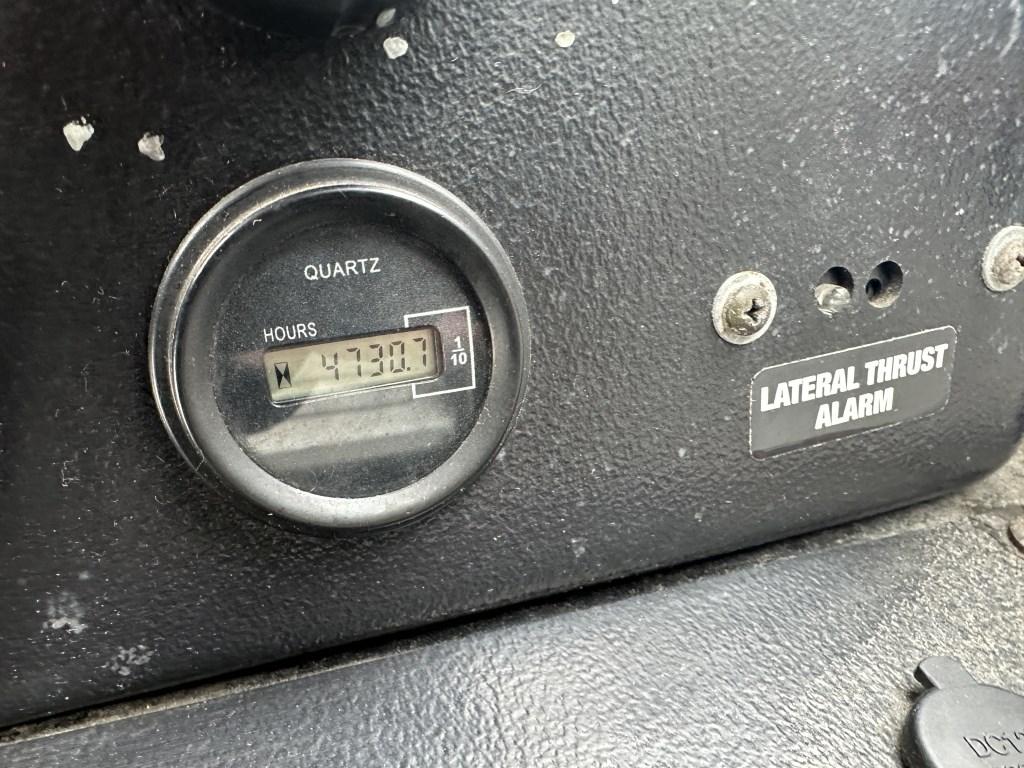 QUARTZ
HOURS
4730.7
1
10
LATERAL THRUST
ALARM